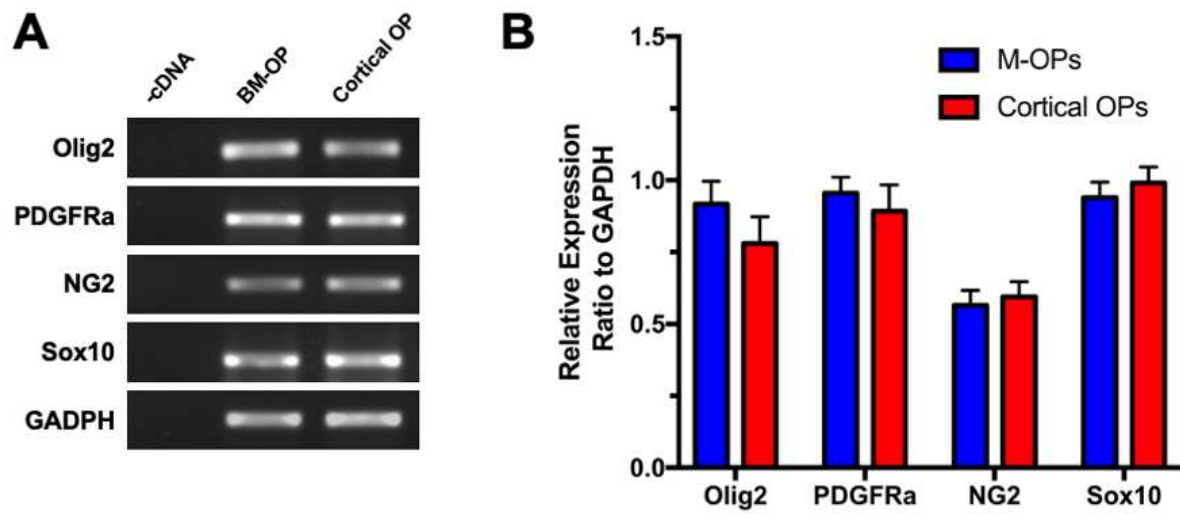 A
-cDNA
BM-OP
Cortical OP
Olig2
PDGFRa
NG2
Sox10
GADPH
B
M-OPs
Cortical OPs
Relative Expression
Ratio to GAPDH
1.5
1.0
0.5
0.0
Olig2 PDGFRa NG2 Sox10